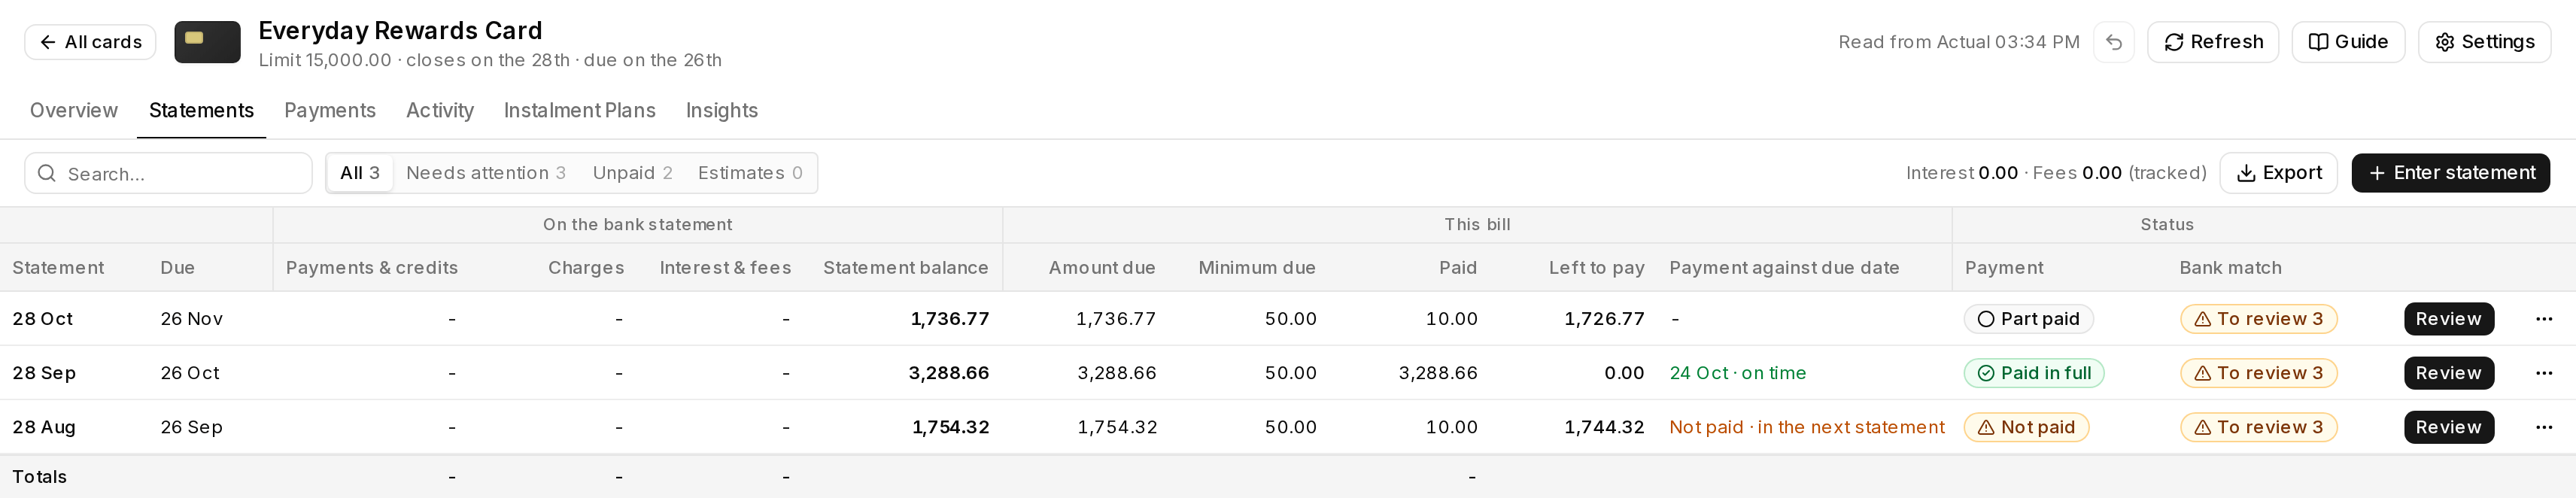 All cards
Everyday Rewards Card
Limit 15,000.00 · closes on the 28th · due on the 26th
Read from Actual 03:34 PM
Refresh
Guide
Settings
Overview Statements Payments Activity Instalment Plans Insights
Search...
All 3 Needs attention 3 Unpaid 2 Estimates 0
Interest 0.00 · Fees 0.00 (tracked)
Export
Enter statement
On the bank statement This bill Status
Statement Due Payments & credits Charges Interest & fees Statement balance Amount due Minimum due Paid Left to pay Payment against due date Payment Bank match
28 Oct 26 Nov - - - 1,736.77 1,736.77 50.00 10.00 1,726.77 - Part paid To review 3 Review
28 Sep 26 Oct - - - 3,288.66 3,288.66 50.00 3,288.66 0.00 24 Oct · on time Paid in full To review 3 Review
28 Aug 26 Sep - - - 1,754.32 1,754.32 50.00 10.00 1,744.32 Not paid · in the next statement Not paid To review 3 Review
Totals - - - -